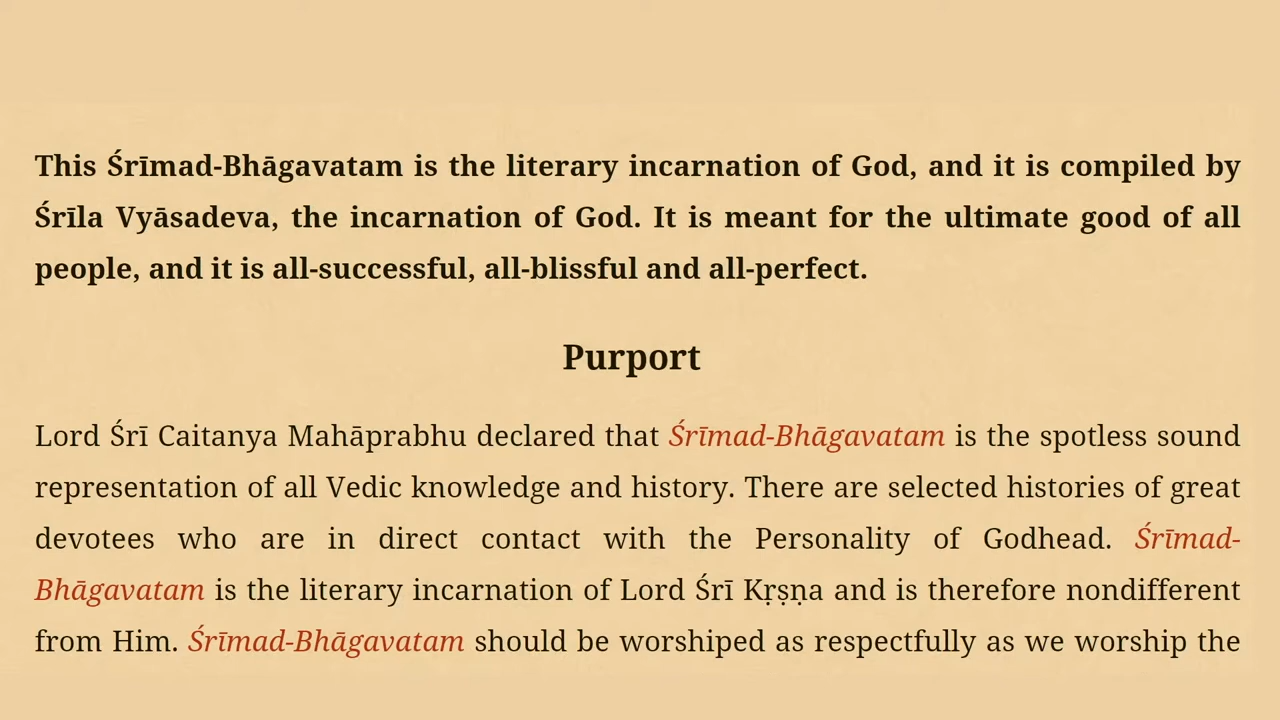 This Śrīmad-Bhāgavatam is the literary incarnation of God, and it is compiled by
Śrīla Vyāsadeva, the incarnation of God. It is meant for the ultimate good of all
people, and it is all-successful, all-blissful and all-perfect.
Purport
Lord Śrī Caitanya Mahāprabhu declared that Śrīmad-Bhāgavatam is the spotless sound
representation of all Vedic knowledge and history. There are selected histories of great
devotees who are in direct contact with the Personality of Godhead. Śrīmad-
Bhāgavatam is the literary incarnation of Lord Śrī Kṛṣṇa and is therefore nondifferent
from Him. Śrīmad-Bhāgavatam should be worshiped as respectfully as we worship the